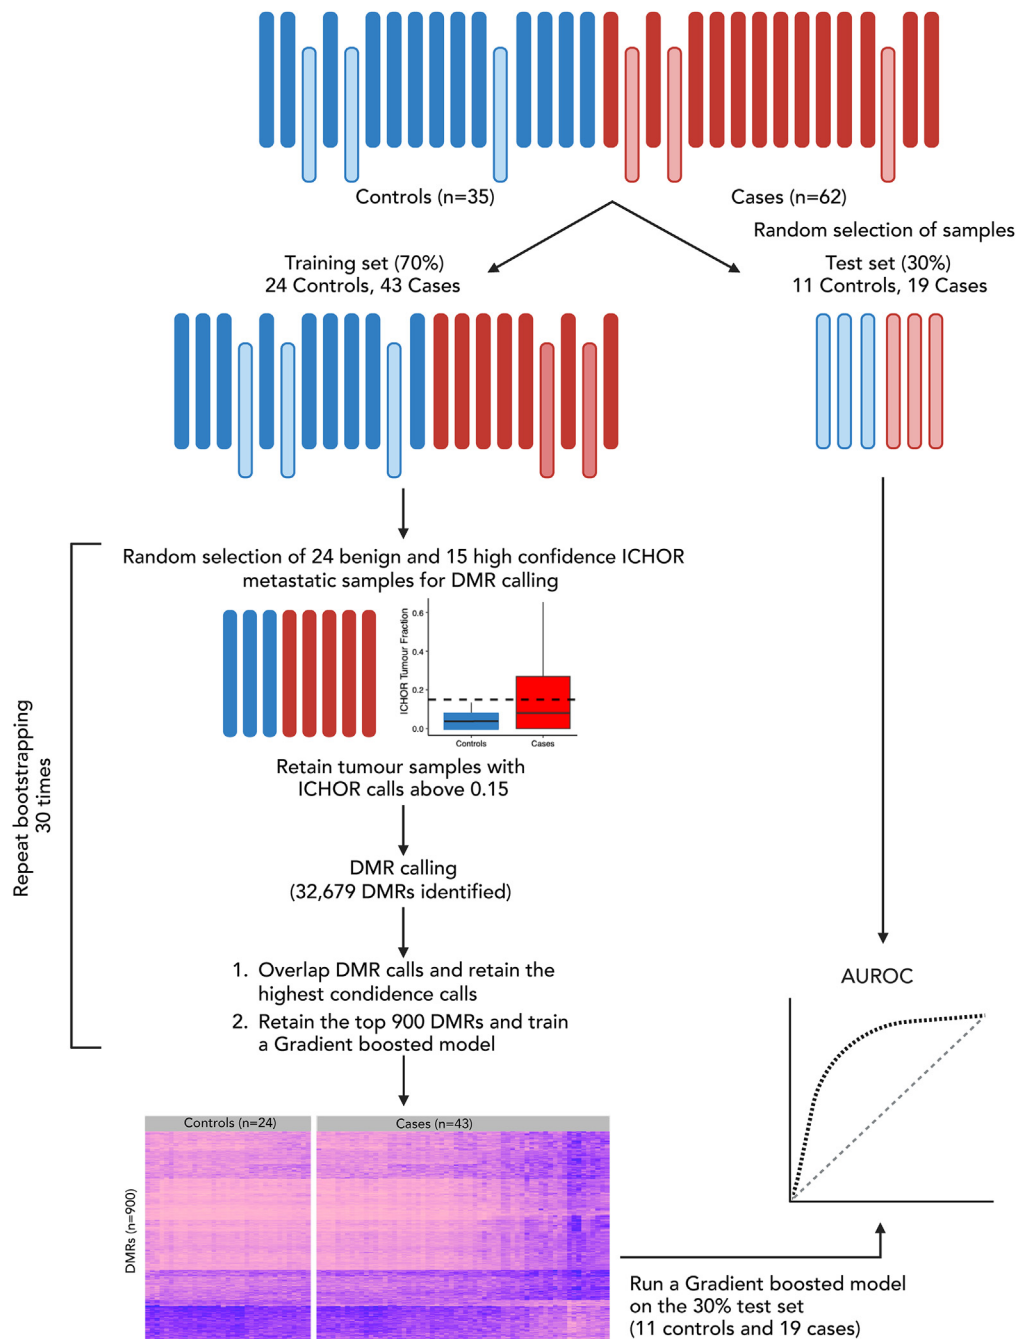 Controls (n=35)
Cases (n=62)
Random selection of samples
Training set (70%)
24 Controls, 43 Cases
Test set (30%)
11 Controls, 19 Cases
Random selection of 24 benign and 15 high confidence ICHOR
metastatic samples for DMR calling
ICHOR Tumour Fraction
0.6
0.4
0.2
0.0
Controls
Cases
Retain tumour samples with
ICHOR calls above 0.15
Repeat bootstrapping
30 times
DMR calling
(32,679 DMRs identified)
1. Overlap DMR calls and retain the
highest condidence calls
2. Retain the top 900 DMRs and train
a Gradient boosted model
AUROC
Controls (n=24)
Cases (n=43)
DMRs (n=900)
Run a Gradient boosted model
on the 30% test set
(11 controls and 19 cases)